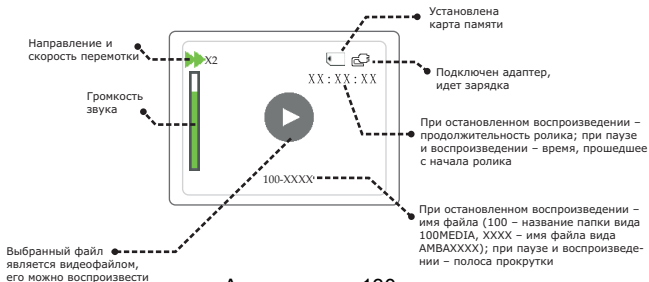 Установлена
карта памяти
Направление и
скорость перемотки
X2
Подключен адаптер,
идет зарядка
XX:XX:XX
Громкость
звука
При остановленном воспроизведении –
продолжительность ролика; при паузе
и воспроизведении – время, прошедшее
с начала ролика
100-XXXX
При остановленном воспроизведении –
имя файла (100 – название папки вида
100MEDIA, XXXX – имя файла вида
AMBAXXXX); при паузе и воспроизведе-
нии – полоса прокрутки
Выбранный файл
является видеофайлом,
его можно воспроизвести